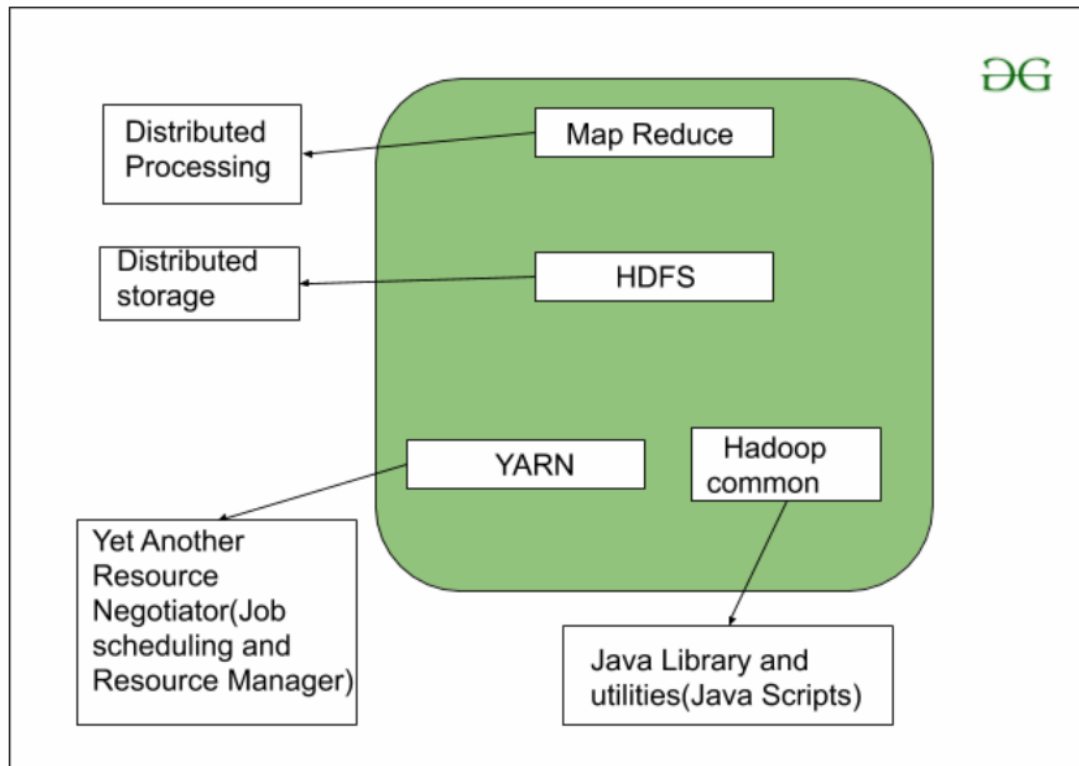 Distributed
Processing
Map Reduce
Distributed
storage
HDFS
YARN
Hadoop
common
Yet Another
Resource
Negotiator(Job
scheduling and
Resource Manager)
Java Library and
utilities(Java Scripts)